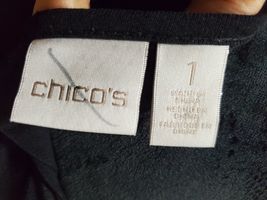 chico's
1
MADE IN
CHINA
HECHO EN
CHINA
FABRIQUÉ EN
CHINE